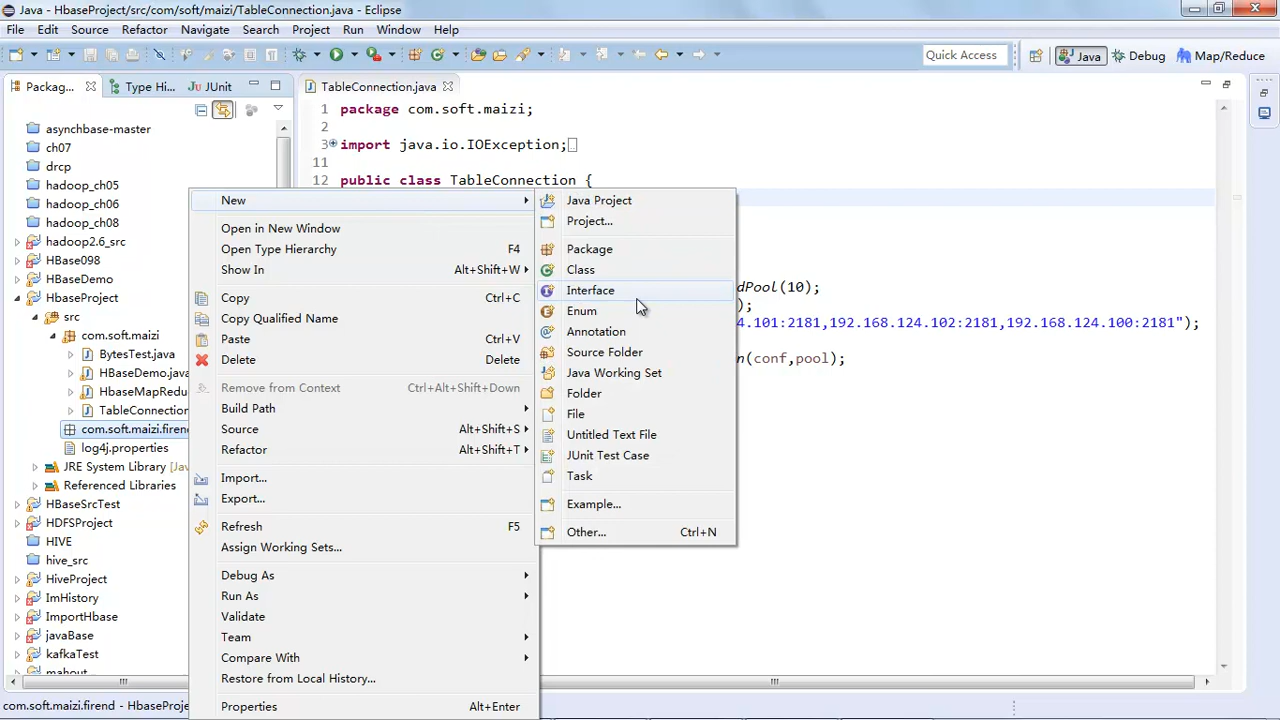 Java - HbaseProject/src/com/soft/maizi/TableConnection.java - Eclipse
File Edit Source Refactor Navigate Search Project Run Window Help
Quick Access Java Debug Map/Reduce
Packag... Type Hi... JUnit
TableConnection.java
asynchbase-master
ch07
drcp
hadoop_ch05
hadoop_ch06
hadoop_ch08
hadoop2.6_src
HBase098
HBaseDemo
HbaseProject
src
com.soft.maizi
BytesTest.java
HBaseDemo.java
HbaseMapRedu
TableConnection
com.soft.maizi.firend
log4j.properties
JRE System Library [Jav
Referenced Libraries
HBaseSrcTest
HDFSProject
HIVE
hive_src
HiveProject
ImHistory
ImportHbase
javaBase
kafkaTest
mahout
1 package com.soft.maizi;
2
3 import java.io.IOException;
11
12 public class TableConnection {
dPool(10);
);
4.101:2181,192.168.124.102:2181,192.168.124.100:2181");
n(conf,pool);
New
Open in New Window
Open Type Hierarchy F4
Show In Alt+Shift+W
Copy Ctrl+C
Copy Qualified Name
Paste Ctrl+V
Delete Delete
Remove from Context Ctrl+Alt+Shift+Down
Build Path
Source Alt+Shift+S
Refactor Alt+Shift+T
Import...
Export...
Refresh F5
Assign Working Sets...
Debug As
Run As
Validate
Team
Compare With
Restore from Local History...
Properties Alt+Enter
Java Project
Project...
Package
Class
Interface
Enum
Annotation
Source Folder
Java Working Set
Folder
File
Untitled Text File
JUnit Test Case
Task
Example...
Other... Ctrl+N
com.soft.maizi.firend - HbaseProje